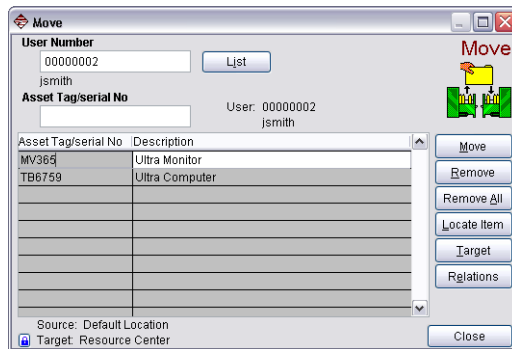 Move
User Number
00000002
List
jsmith
Asset Tag/serial No
User: 00000002
jsmith
Move
Asset Tag/serial No Description
MV365 Ultra Monitor
TB6759 Ultra Computer
Move
Remove
Remove All
Locate Item
Target
Relations
Source: Default Location
Target: Resource Center
Close